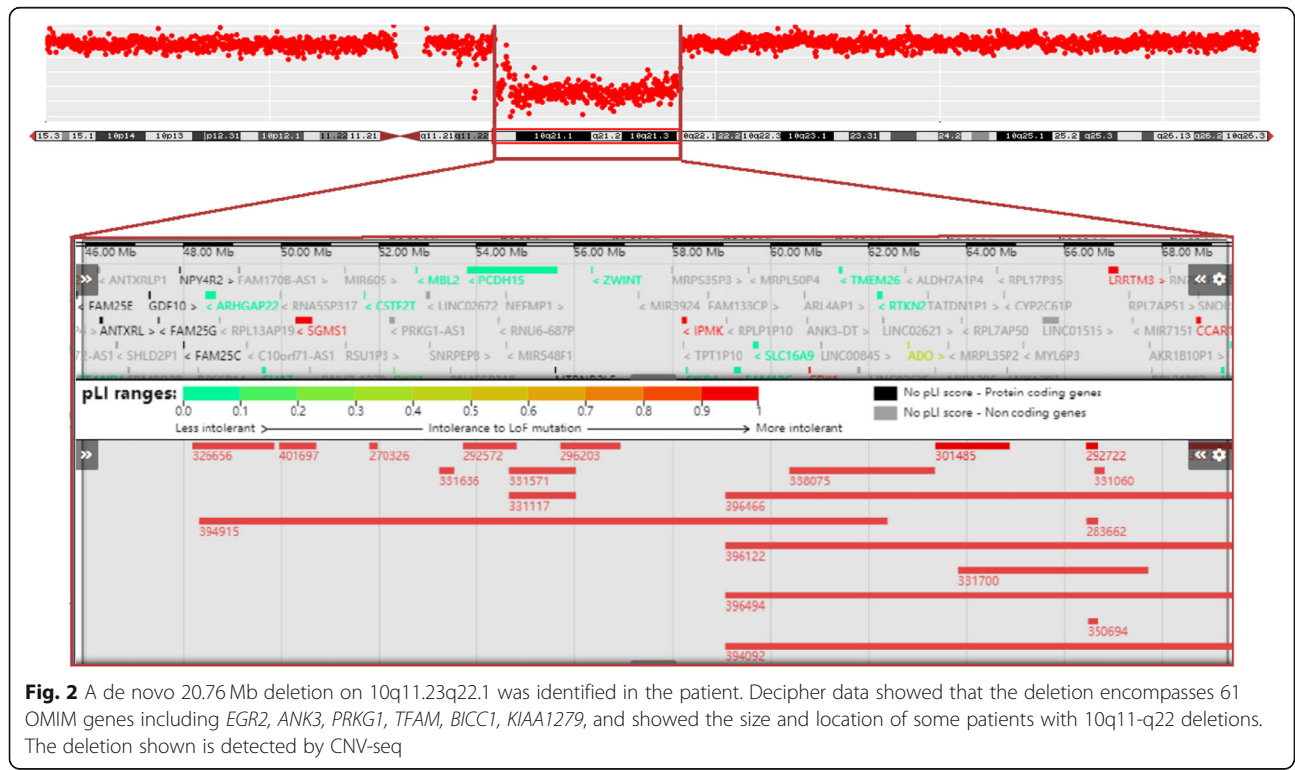 15.3 15.1 10p14 10p13 p12.31 10p12.1 11.22 11.21 q11.21 q11.22 10q21.1 q21.2 10q21.3 10q22.1 22.2 10q22.3 10q23.1 23.31 24.2 10q25.1 25.2 q25.3 q26.13 q26.2 10q26.3
46.00 Mb 48.00 Mb 50.00 Mb 52.00 Mb 54.00 Mb 56.00 Mb 58.00 Mb 60.00 Mb 62.00 Mb 64.00 Mb 66.00 Mb 68.00 Mb
» < ANTXRLP1 NPY4R2 > FAM170B-AS1 > MIR605 > < MBL2 < PCDH15 < ZWINT MRPS35P3 > < MRPL50P4 < TMEM26 < ALDH7A1P4 < RPL17P35 LRRTM3 > «
< FAM25E GDF10 > < ARHGAP22 < RNA5SP317 < CSTF2T < LINC02672 NEFMP1 > < MIR3924 FAM133CP > ARL4AP1 > < RTKN2 TATDN1P1 > < CYP2C61P RPL7AP51 >
ANTXRL > < FAM25G < RPL13AP19 < SGMS1 < PRKG1-AS1 < RNU6-687P < IPMK < RPLP1P10 ANK3-DT > LINC02621 > < RPL7AP50 LINC01515 > < MIR7151 CCAR1
72-AS1 < SHLD2P1 < FAM25C < C10orf71-AS1 RSU1P3 > SNRPEP8 > < MIR548F1 < TPT1P10 < SLC16A9 LINC00845 > ADO > < MRPL35P2 < MYL6P3 AKR1B10P1 >
pLI ranges:
0.0 0.1 0.2 0.3 0.4 0.5 0.6 0.7 0.8 0.9 1
Less intolerant Intolerance to LoF mutation More intolerant
No pLI score - Protein coding genes
No pLI score - Non coding genes
» 326656 401697 270326 292572 296203 301485 292722 «
331636 331571 338075 331060
331117 396466
394915 283662
396122
331700
396494
350694
394092
Fig. 2 A de novo 20.76 Mb deletion on 10q11.23q22.1 was identified in the patient. Decipher data showed that the deletion encompasses 61
OMIM genes including EGR2, ANK3, PRKG1, TFAM, BICC1, KIAA1279, and showed the size and location of some patients with 10q11-q22 deletions.
The deletion shown is detected by CNV-seq